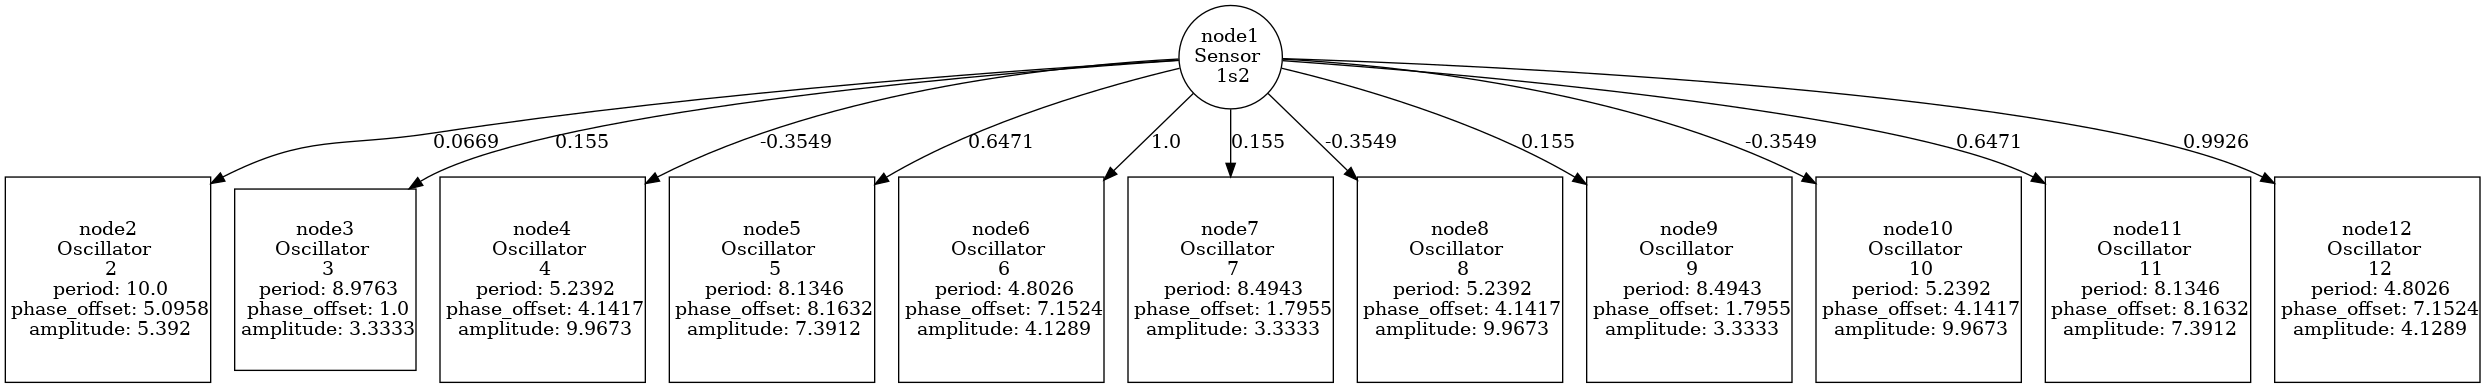 node1
Sensor
1s2
0.0669
0.155
-0.3549
0.6471
1.0
0.155
-0.3549
0.155
-0.3549
0.6471
0.9926
node2
Oscillator
2
period: 10.0
phase_offset: 5.0958
amplitude: 5.392
node3
Oscillator
3
period: 8.9763
phase_offset: 1.0
amplitude: 3.3333
node4
Oscillator
4
period: 5.2392
phase_offset: 4.1417
amplitude: 9.9673
node5
Oscillator
5
period: 8.1346
phase_offset: 8.1632
amplitude: 7.3912
node6
Oscillator
6
period: 4.8026
phase_offset: 7.1524
amplitude: 4.1289
node7
Oscillator
7
period: 8.4943
phase_offset: 1.7955
amplitude: 3.3333
node8
Oscillator
8
period: 5.2392
phase_offset: 4.1417
amplitude: 9.9673
node9
Oscillator
9
period: 8.4943
phase_offset: 1.7955
amplitude: 3.3333
node10
Oscillator
10
period: 5.2392
phase_offset: 4.1417
amplitude: 9.9673
node11
Oscillator
11
period: 8.1346
phase_offset: 8.1632
amplitude: 7.3912
node12
Oscillator
12
period: 4.8026
phase_offset: 7.1524
amplitude: 4.1289